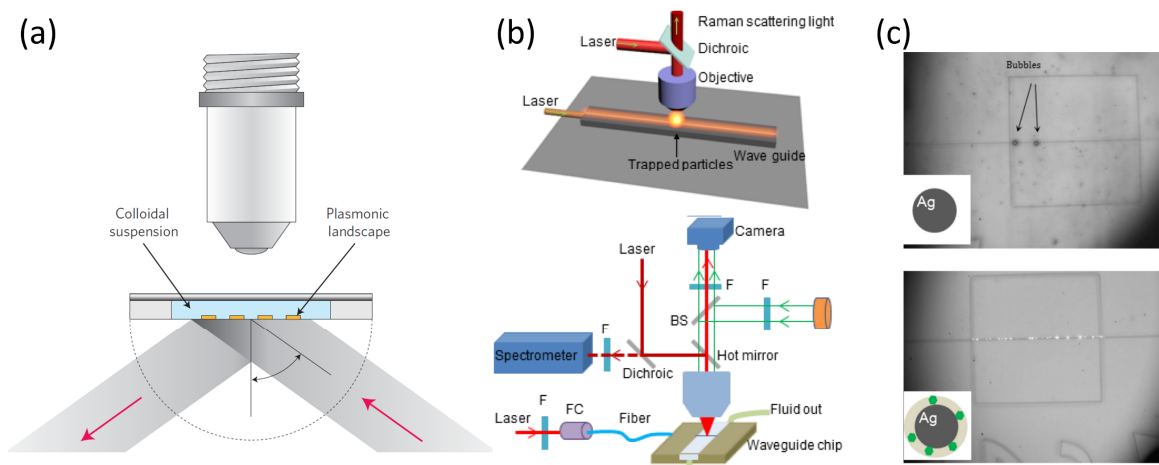 (a)
Colloidal
suspension
Plasmonic
landscape
(b)
Raman scattering light
Laser
Dichroic
Objective
Laser
Trapped particles
Wave guide
Camera
Laser
F
F
BS
F
Spectrometer
Hot mirror
Dichroic
F
Laser
FC
Fiber
Fluid out
Waveguide chip
(c)
Bubbles
Ag
Ag